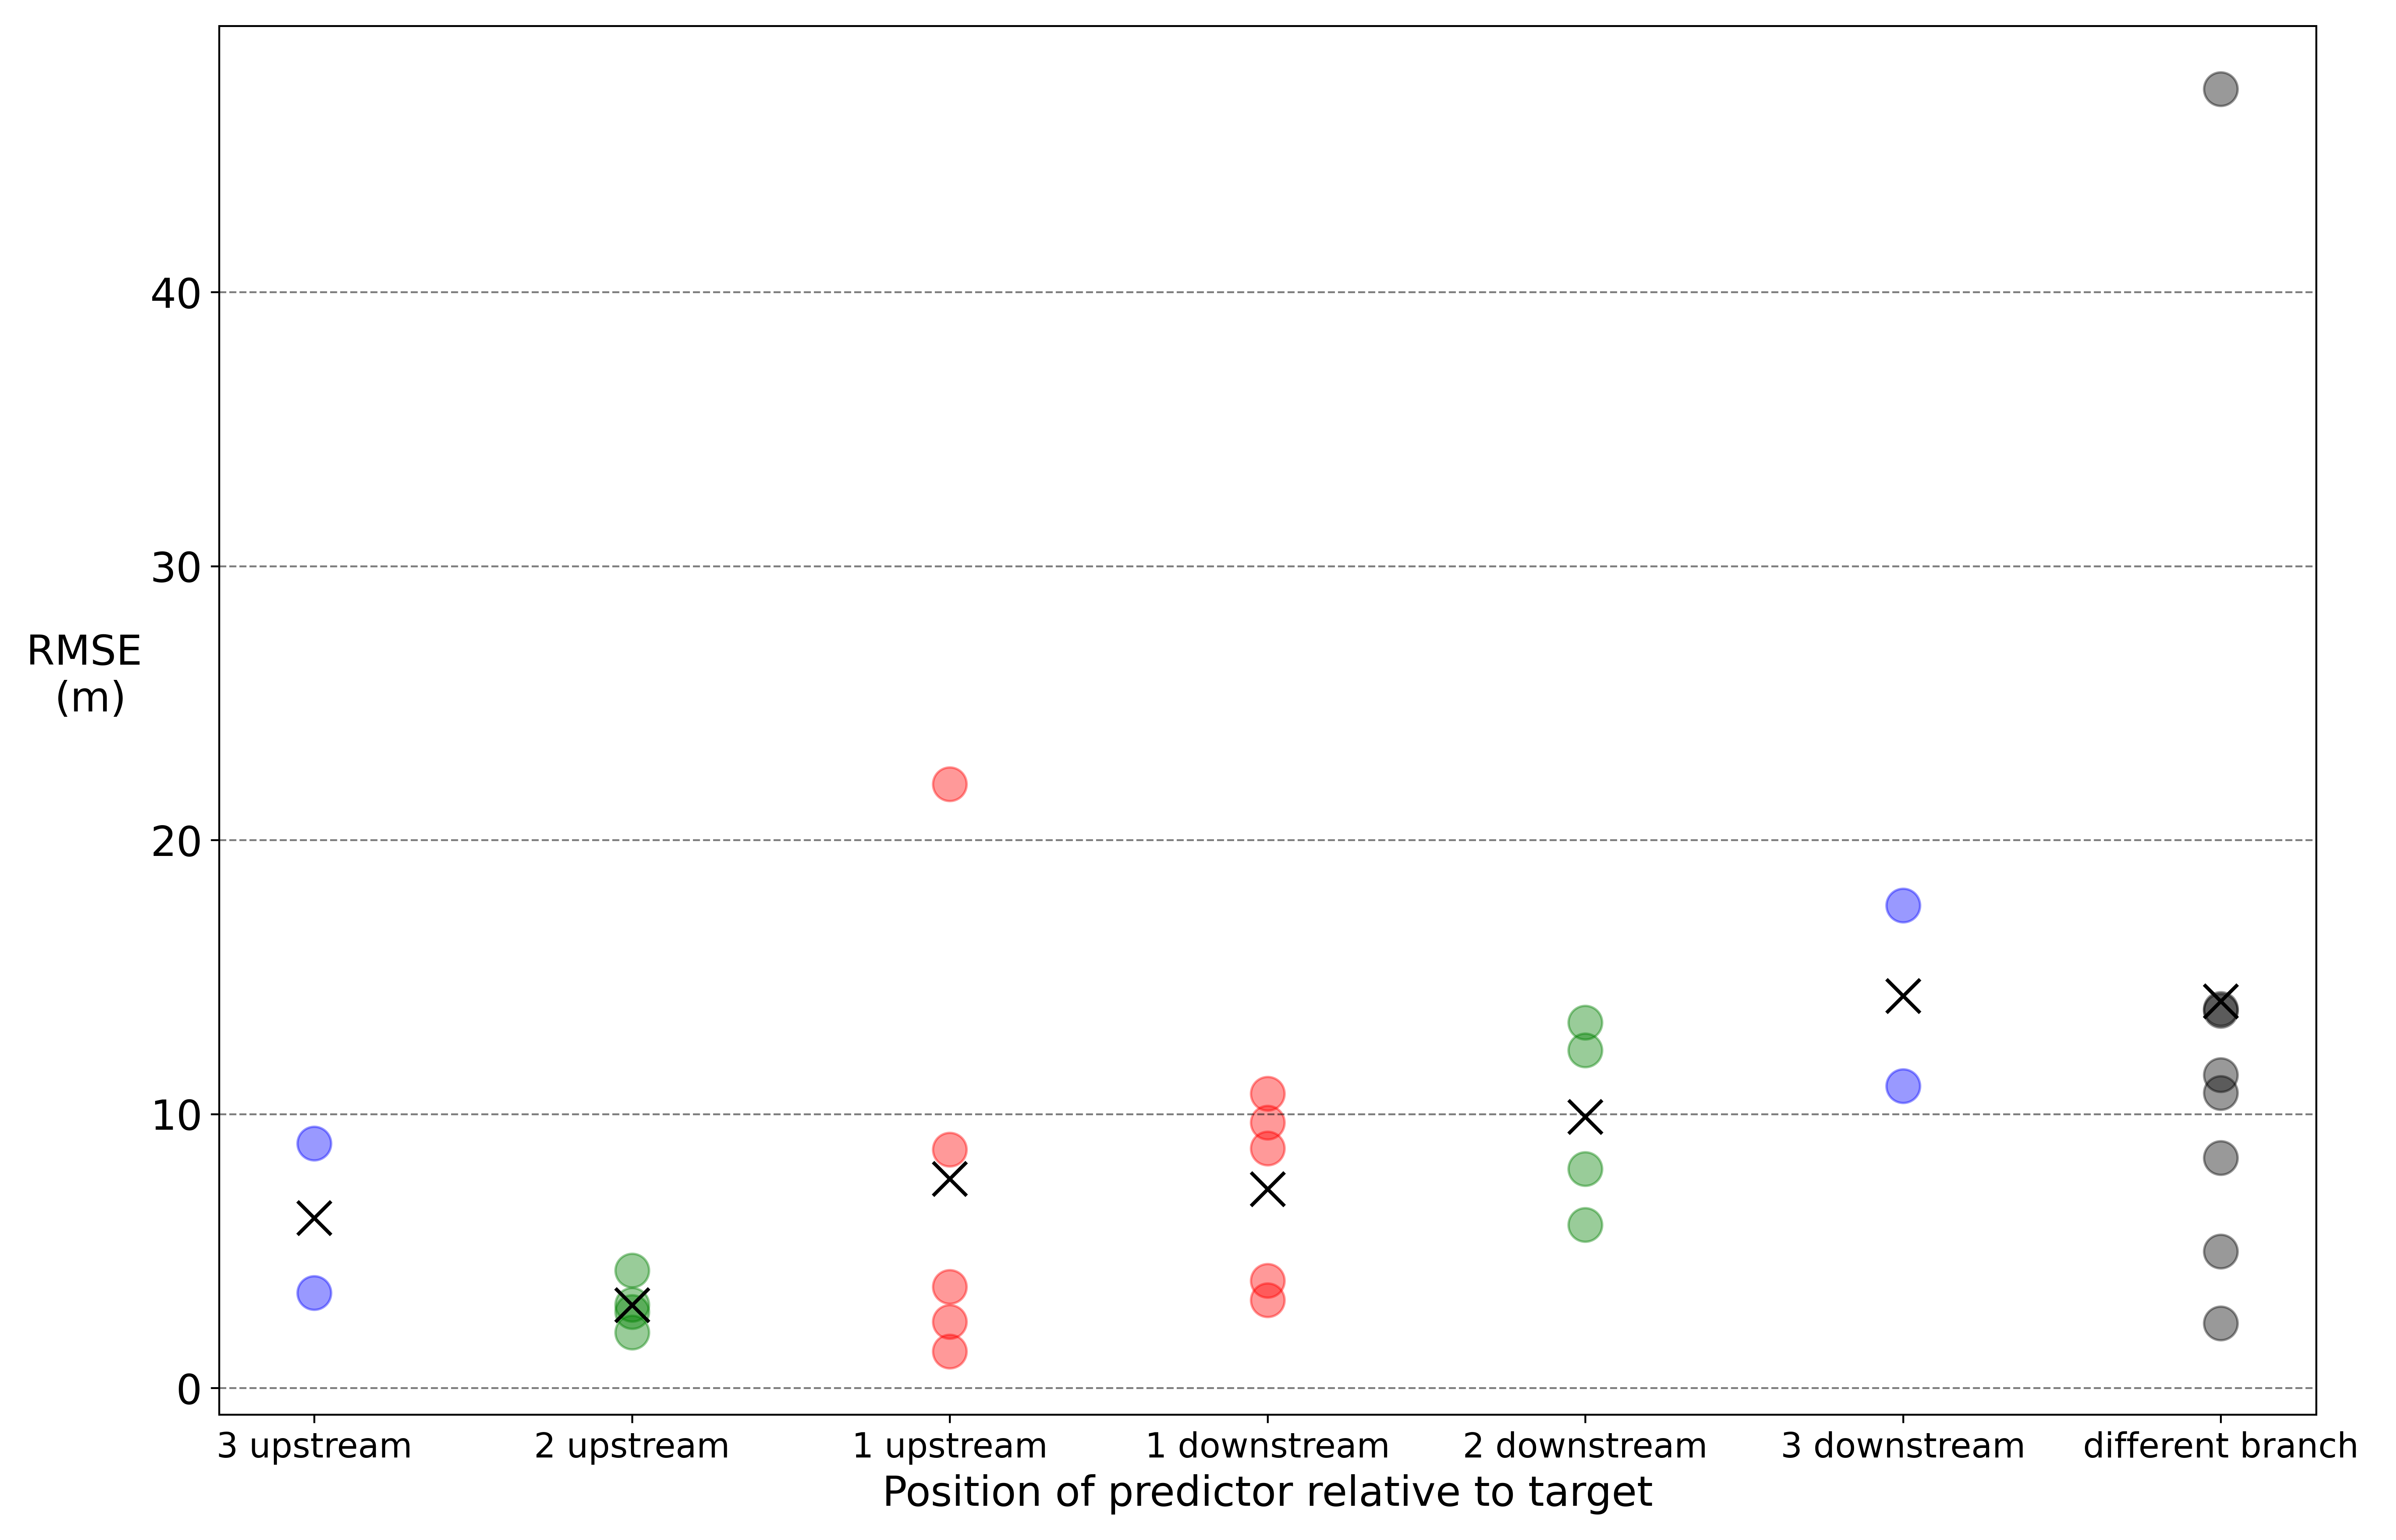 40
30
RMSE
(m)
20
10
0
3 upstream
2 upstream
1 upstream
1 downstream
2 downstream
3 downstream
different branch
Position of predictor relative to target